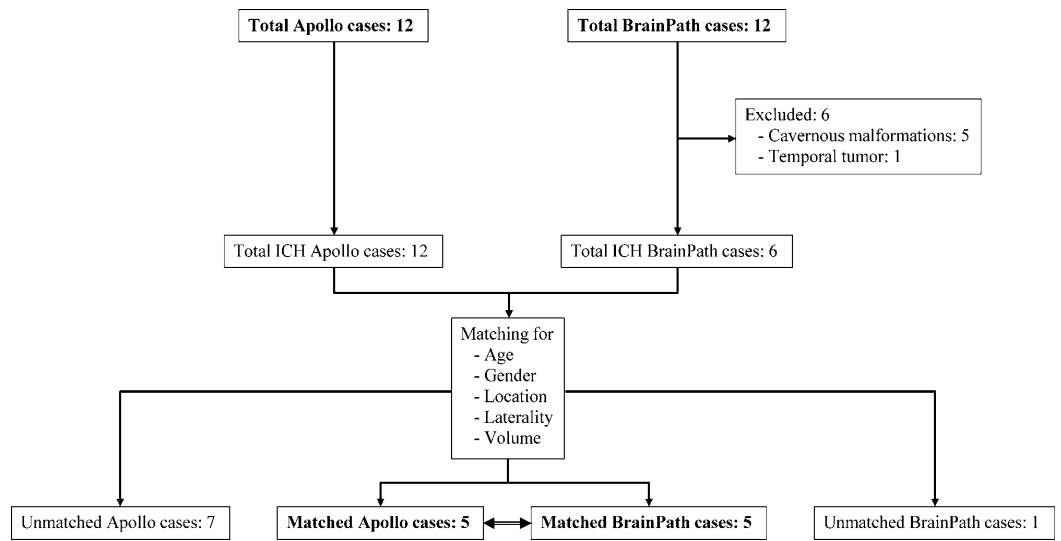 Total Apollo cases: 12
Total BrainPath cases: 12
Excluded: 6
- Cavernous malformations: 5
- Temporal tumor: 1
Total ICH Apollo cases: 12
Total ICH BrainPath cases: 6
Matching for
- Age
- Gender
- Location
- Laterality
- Volume
Unmatched Apollo cases: 7
Matched Apollo cases: 5
Matched BrainPath cases: 5
Unmatched BrainPath cases: 1